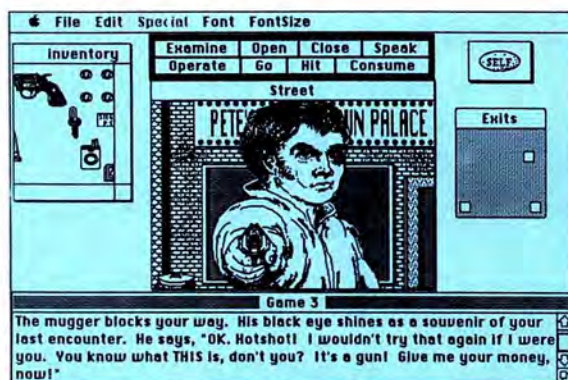 File Edit Special Font FontSize
inventory
Examine Open Close Speak
Operate Go Hit Consume
SELF
Street
Exits
PETE UN PALACE
Game 3
The mugger blocks your way. His black eye shines as a souvenir of your
last encounter. He says, "OK. Hotshot! I wouldn't try that again if I were
you. You know what THIS is, don't you? It's a gun! Give me your money,
now!"